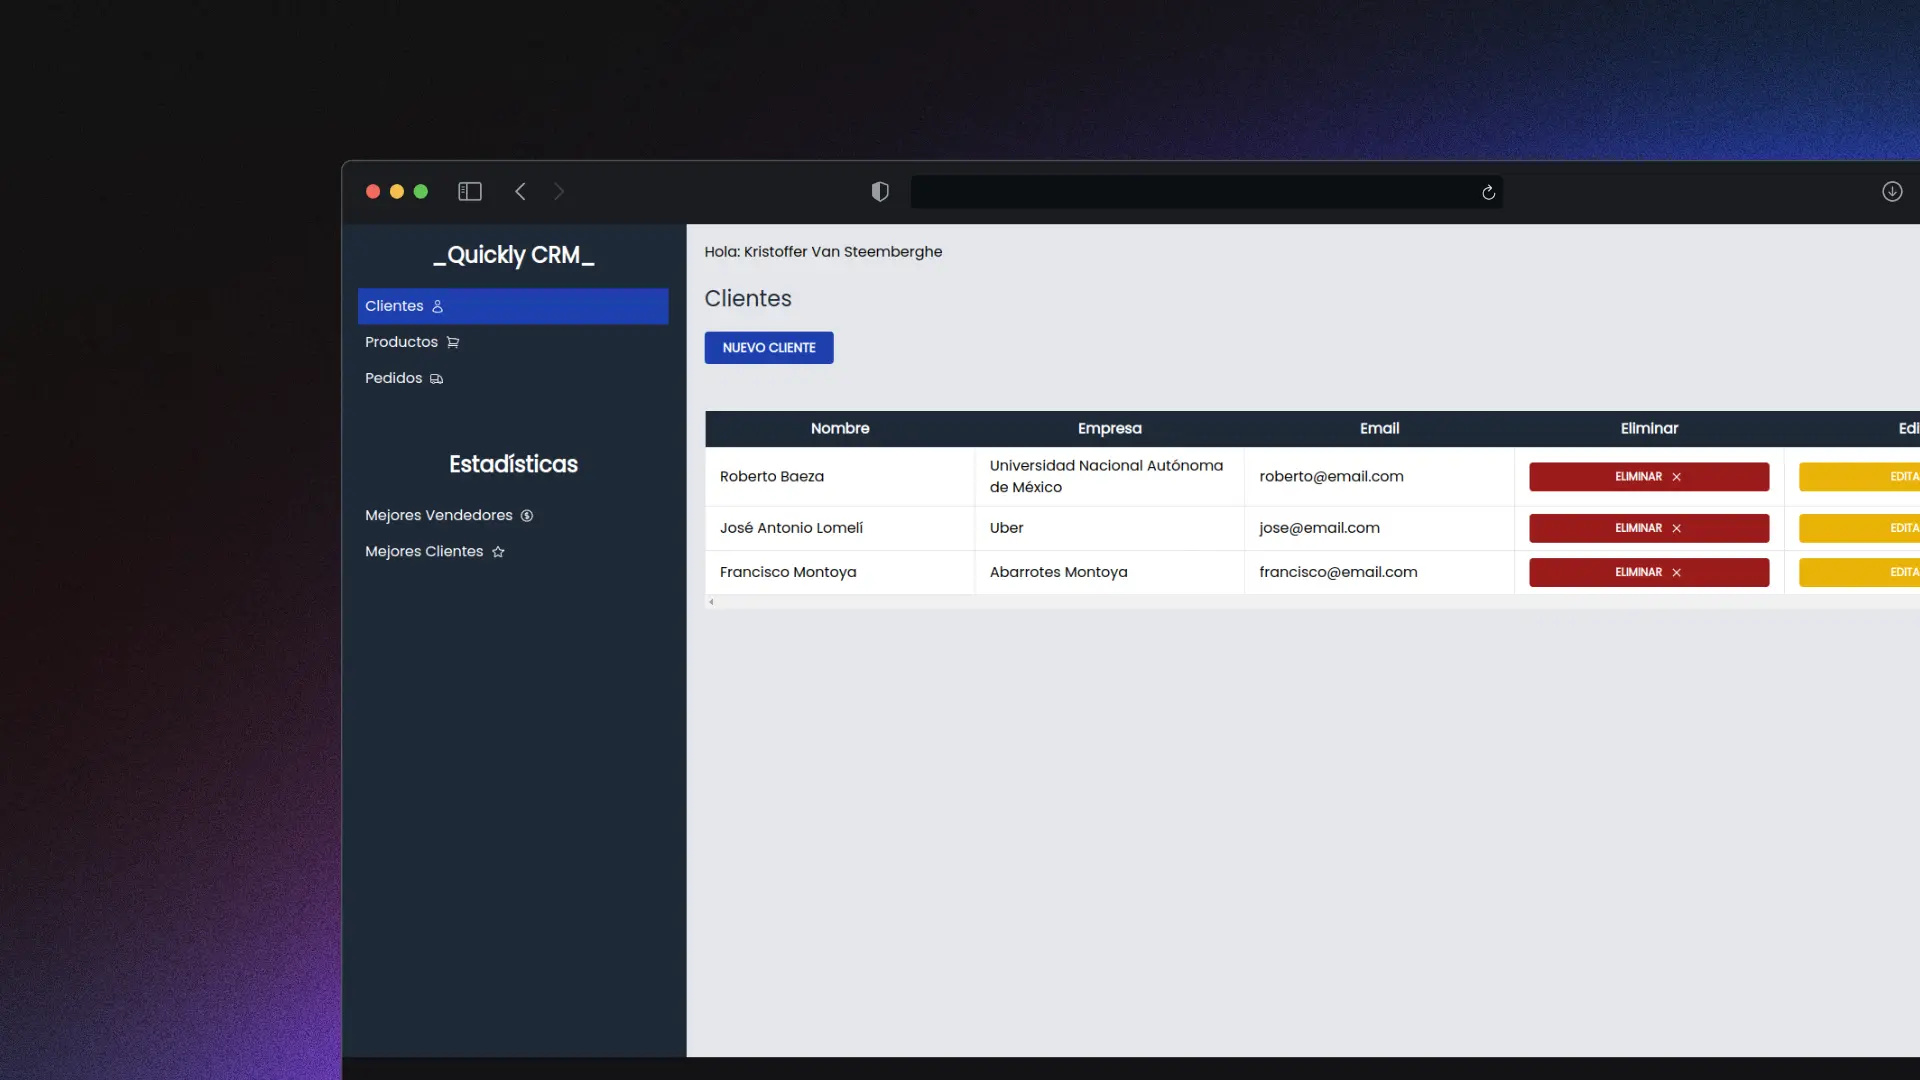 _Quickly CRM_
Clientes
Productos
Pedidos
Estadísticas
Mejores Vendedores
Mejores Clientes
Hola: Kristoffer Van Steemberghe
Clientes
NUEVO CLIENTE
Nombre Empresa Email Eliminar Edi
Roberto Baeza Universidad Nacional Autónoma de México roberto@email.com ELIMINAR EDITA
José Antonio Lomelí Uber jose@email.com ELIMINAR EDITA
Francisco Montoya Abarrotes Montoya francisco@email.com ELIMINAR EDITA